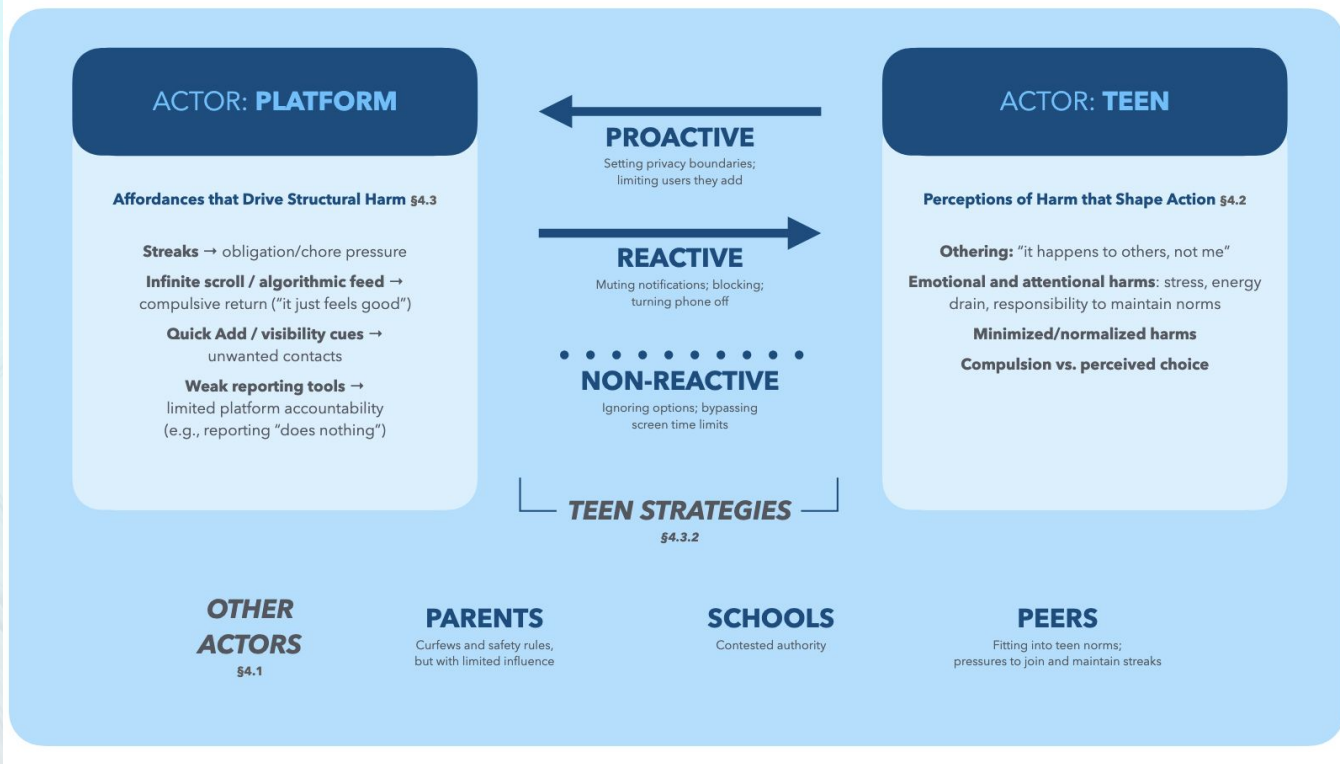 ACTOR: PLATFORM
Affordances that Drive Structural Harm §4.3
Streaks → obligation/chore pressure
Infinite scroll / algorithmic feed →
compulsive return (“it just feels good”)
Quick Add / visibility cues →
unwanted contacts
Weak reporting tools →
limited platform accountability
(e.g., reporting “does nothing”)
PROACTIVE
Setting privacy boundaries;
limiting users they add
REACTIVE
Muting notifications; blocking;
turning phone off
NON-REACTIVE
Ignoring options; bypassing
screen time limits
TEEN STRATEGIES
§4.3.2
ACTOR: TEEN
Perceptions of Harm that Shape Action §4.2
Othering: “it happens to others, not me”
Emotional and attentional harms: stress, energy
drain, responsibility to maintain norms
Minimized/normalized harms
Compulsion vs. perceived choice
OTHER
ACTORS
§4.1
PARENTS
Curfews and safety rules,
but with limited influence
SCHOOLS
Contested authority
PEERS
Fitting into teen norms;
pressures to join and maintain streaks